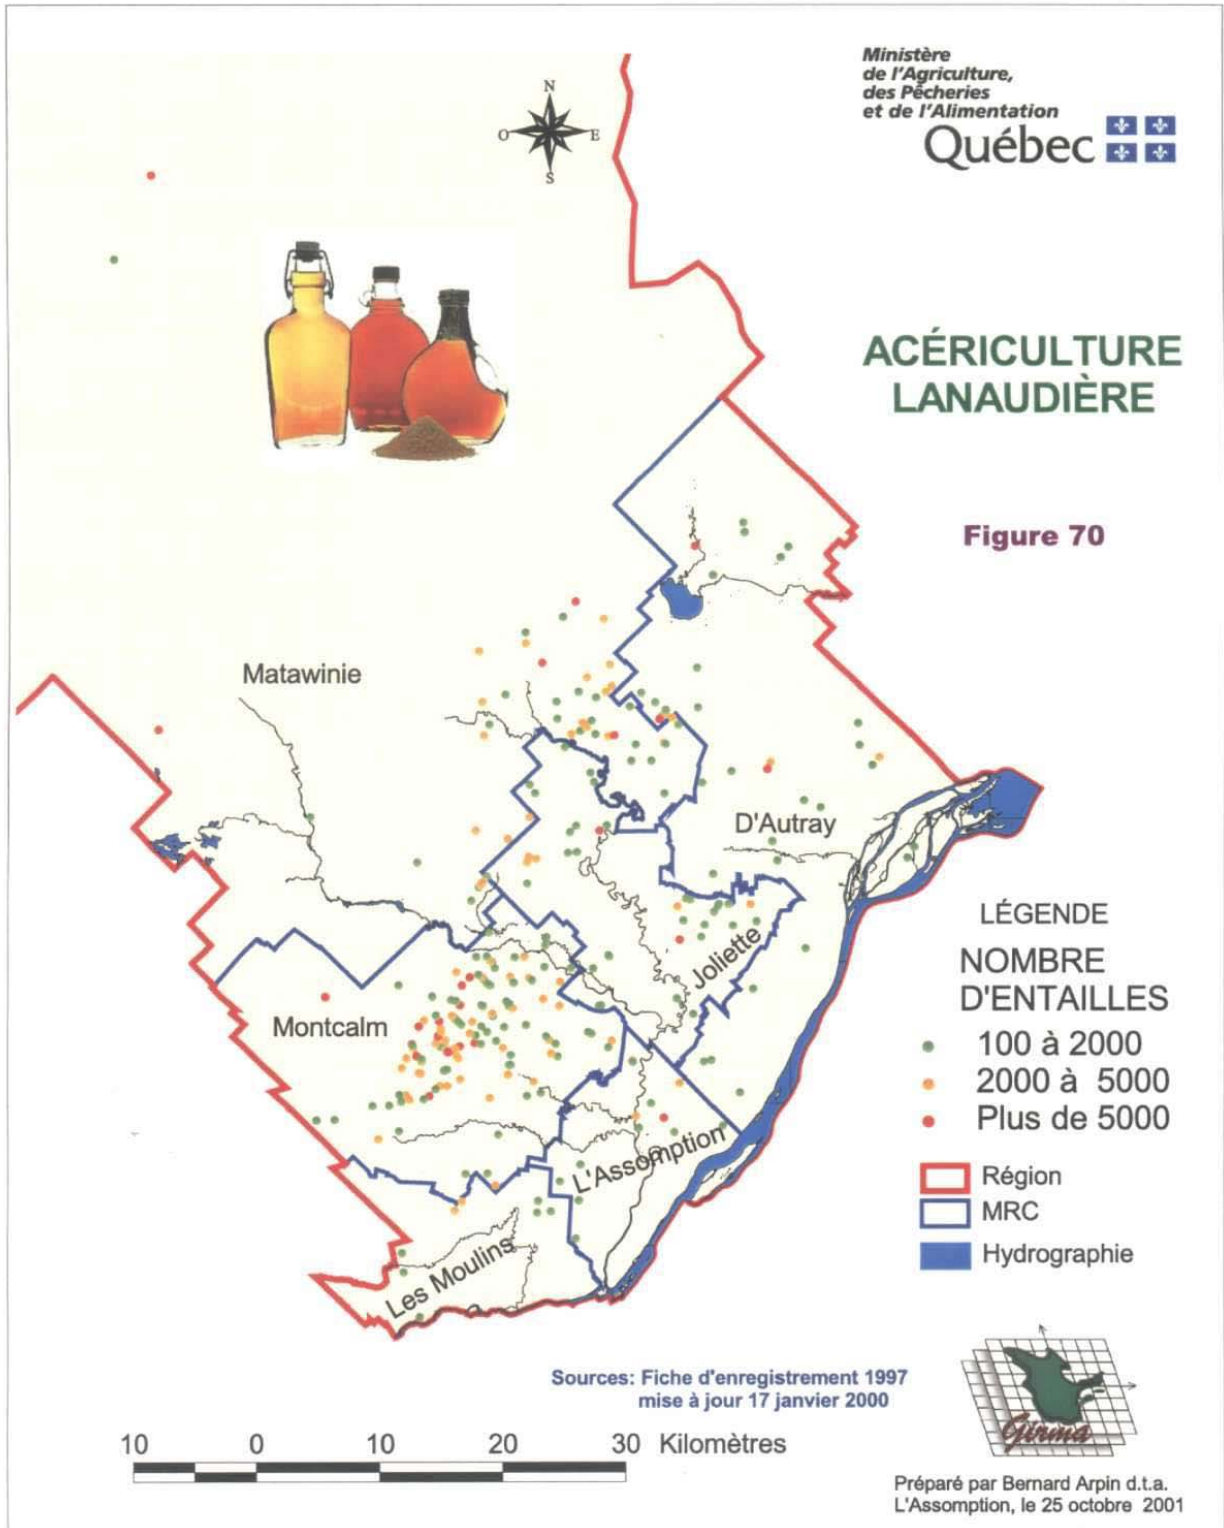 Ministère
de l'Agriculture,
des Pêcheries
et de l'Alimentation
Québec
N
O
E
S
ACÉRICULTURE
LANAUDIÈRE
Figure 70
Matawinie
D'Autray
Joliette
Montcalm
L'Assomption
Les Moulins
LÉGENDE
NOMBRE
D'ENTAILLES
100 à 2000
2000 à 5000
Plus de 5000
Région
MRC
Hydrographie
Sources: Fiche d'enregistrement 1997
mise à jour 17 janvier 2000
10 0 10 20 30 Kilomètres
Girma
Préparé par Bernard Arpin d.t.a.
L'Assomption, le 25 octobre 2001